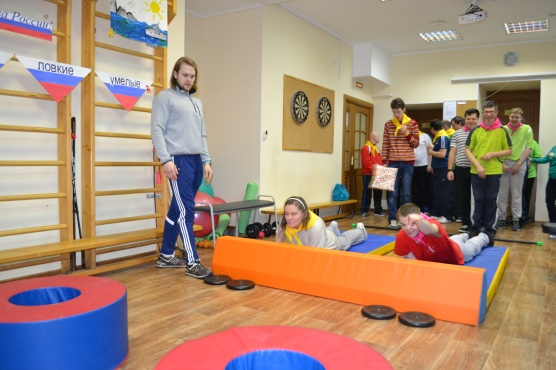 а России
ловкие
умелые